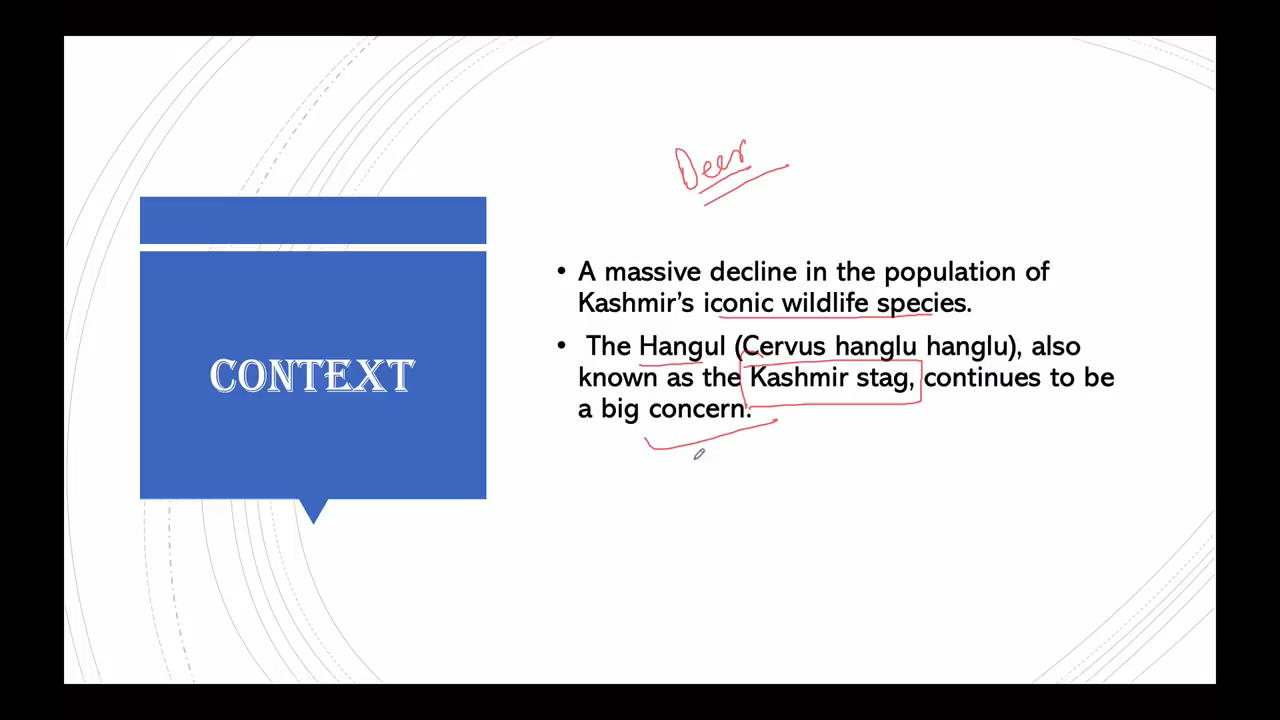 CONTEXT
Deer
• A massive decline in the population of
Kashmir's iconic wildlife species.
• The Hangul (Cervus hanglu hanglu), also
known as the Kashmir stag, continues to be
a big concern.